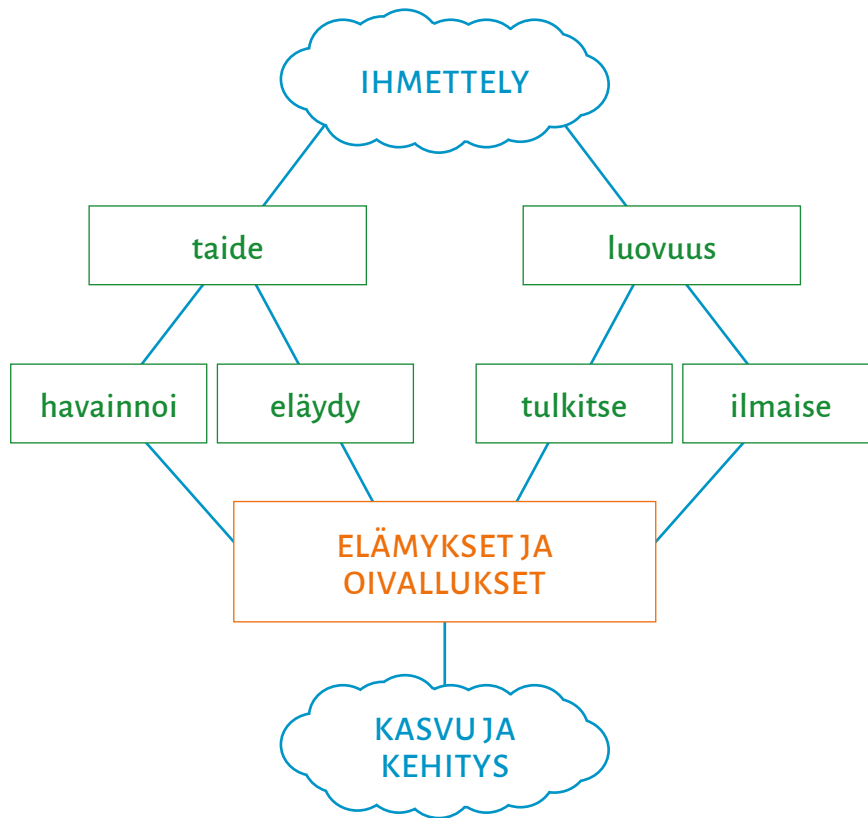 IHMETTELY
taide
luovuus
havainnoi
eläydy
tulkitse
ilmaise
ELÄMYKSET JA
OIVALLUKSET
KASVU JA
KEHITYS